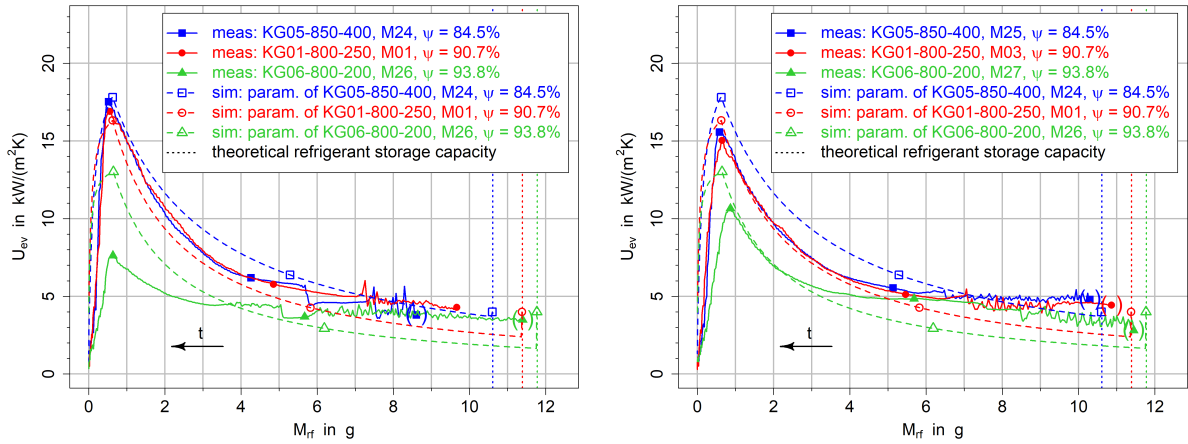 meas: KG05-850-400, M24, ψ = 84.5%
meas: KG01-800-250, M01, ψ = 90.7%
meas: KG06-800-200, M26, ψ = 93.8%
sim: param. of KG05-850-400, M24, ψ = 84.5%
sim: param. of KG01-800-250, M01, ψ = 90.7%
sim: param. of KG06-800-200, M26, ψ = 93.8%
theoretical refrigerant storage capacity
U_ev in kW/(m²K)
20
15
10
5
0
t
( )
( )
0 2 4 6 8 10 12
M_rf in g
meas: KG05-850-400, M25, ψ = 84.5%
meas: KG01-800-250, M03, ψ = 90.7%
meas: KG06-800-200, M27, ψ = 93.8%
sim: param. of KG05-850-400, M24, ψ = 84.5%
sim: param. of KG01-800-250, M01, ψ = 90.7%
sim: param. of KG06-800-200, M26, ψ = 93.8%
theoretical refrigerant storage capacity
U_ev in kW/(m²K)
20
15
10
5
0
t
( )
( )
( )
0 2 4 6 8 10 12
M_rf in g